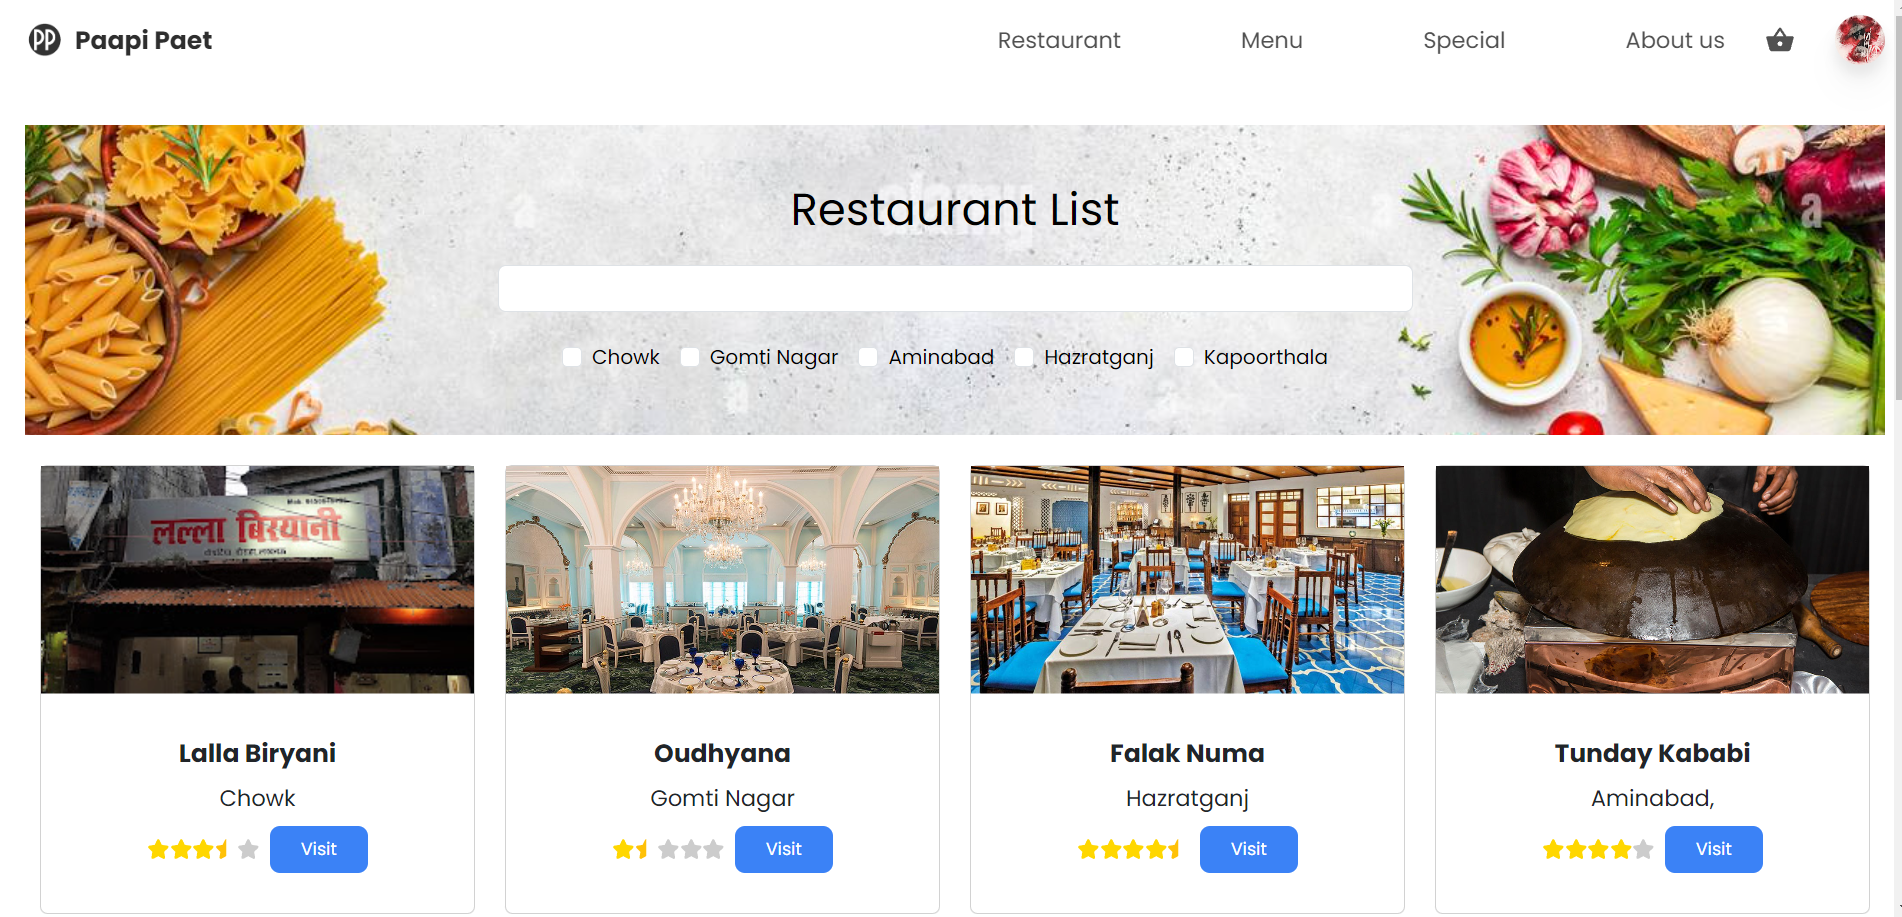 PP Paapi Paet
Restaurant Menu Special About us
Restaurant List
Chowk Gomti Nagar Aminabad Hazratganj Kapoorthala
लल्ला बिरयानी
Lalla Biryani
Chowk
Visit
Oudhyana
Gomti Nagar
Visit
Falak Numa
Hazratganj
Visit
Tunday Kababi
Aminabad,
Visit